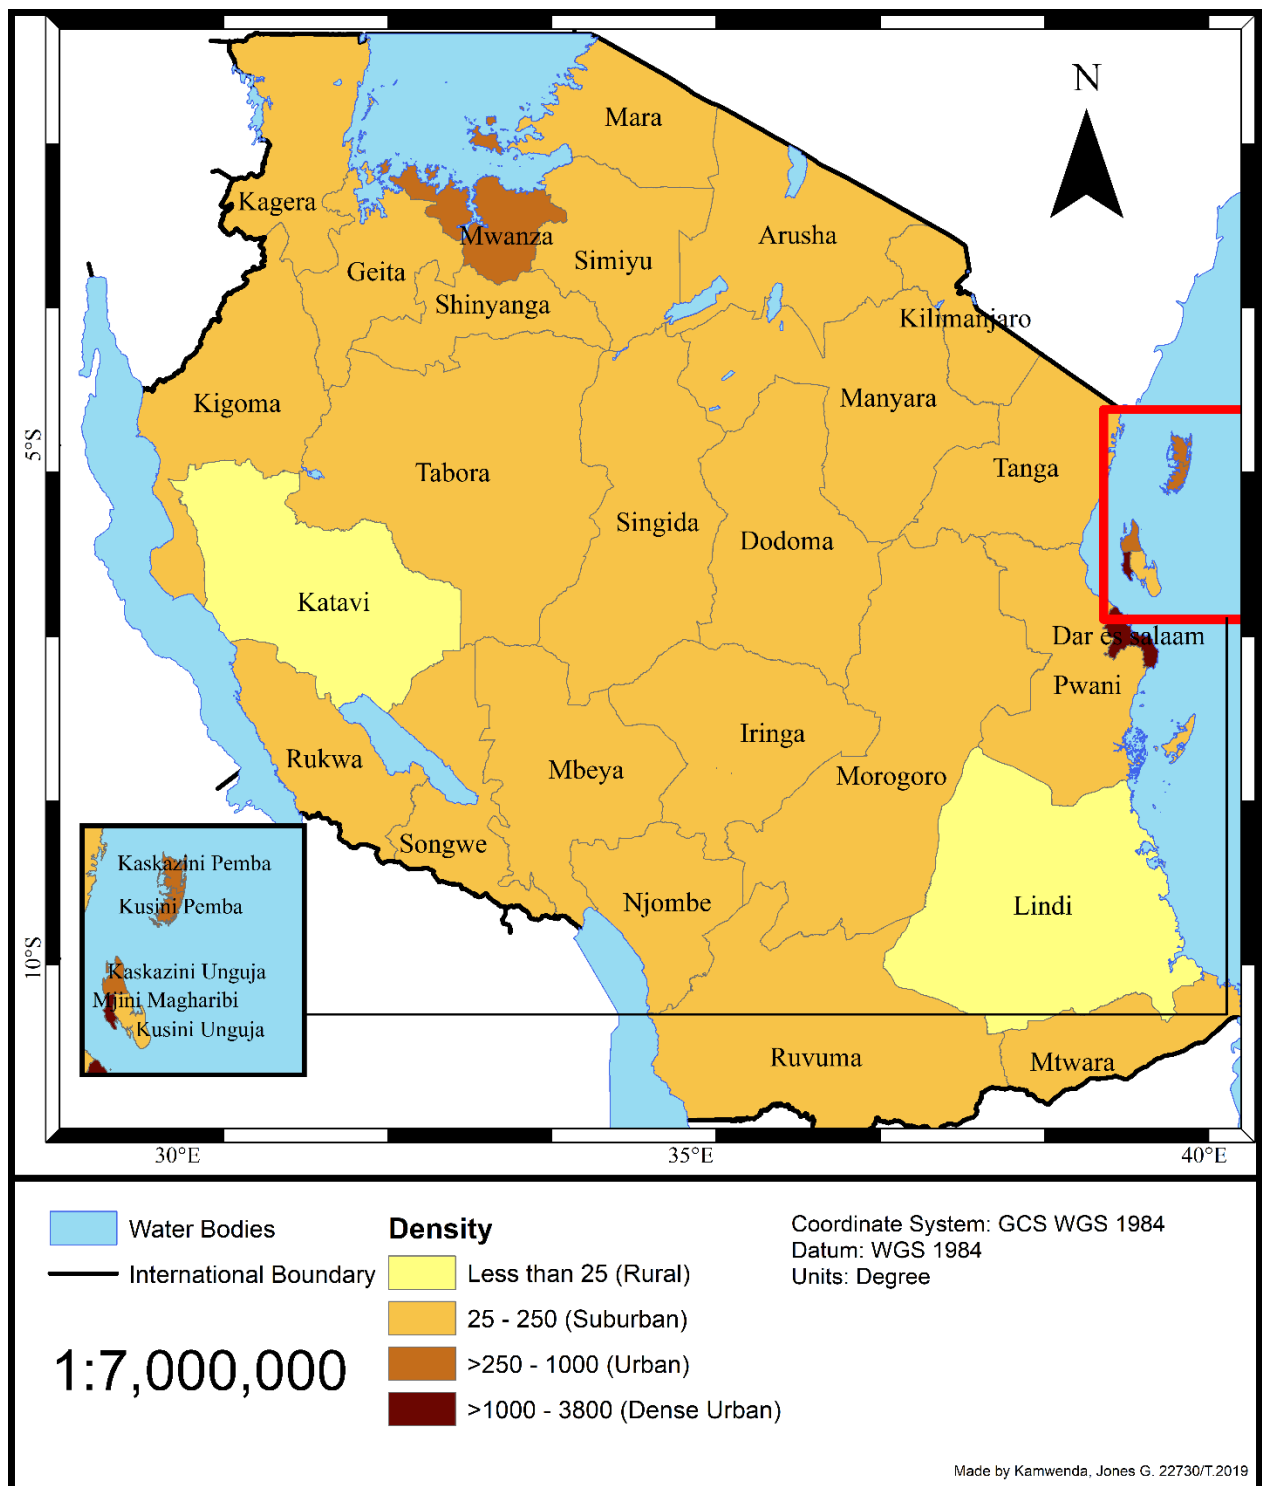 N
Mara
Kagera
Arusha
Mwanza
Simiyu
Geita
Shinyanga
Kilimanjaro
Kigoma
Manyara
5°S
Tabora
Tanga
Singida
Dodoma
Katavi
Dar es salaam
Pwani
Iringa
Rukwa
Mbeya
Morogoro
Songwe
Kaskazini Pemba
Njombe
Lindi
Kusini Pemba
10°S
Kaskazini Unguja
Mjini Magharibi
Kusini Unguja
Ruvuma
Mtwara
30°E
35°E
40°E
Water Bodies
International Boundary
1:7,000,000
Density
Less than 25 (Rural)
25 - 250 (Suburban)
>250 - 1000 (Urban)
>1000 - 3800 (Dense Urban)
Coordinate System: GCS WGS 1984
Datum: WGS 1984
Units: Degree
Made by Kamwenda, Jones G. 22730/T.2019